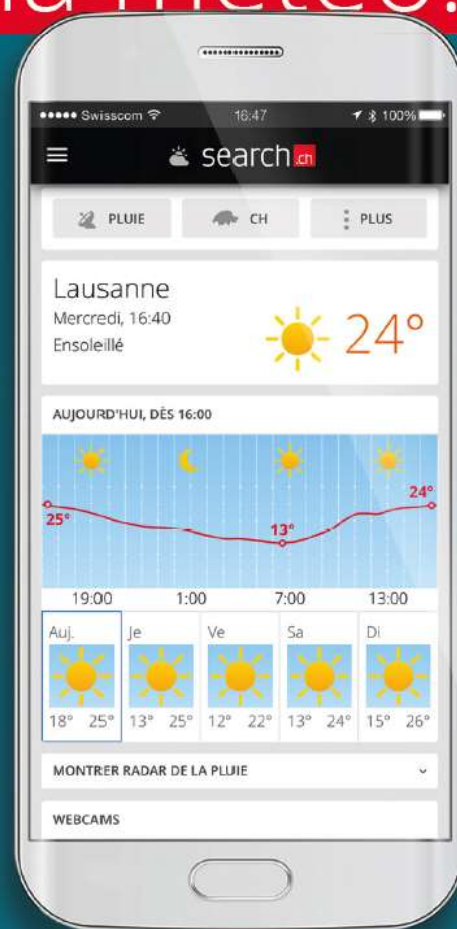 la météo.
Swisscom 16:47 100%
search.ch
PLUIE CH PLUS
Lausanne
Mercredi, 16:40
Ensoleillé
24°
AUJOURD'HUI, DÈS 16:00
25° 13° 24°
19:00 1:00 7:00 13:00
Auj. Je Ve Sa Di
18° 25° 13° 25° 12° 22° 13° 24° 15° 26°
MONTRER RADAR DE LA PLUIE
WEBCAMS